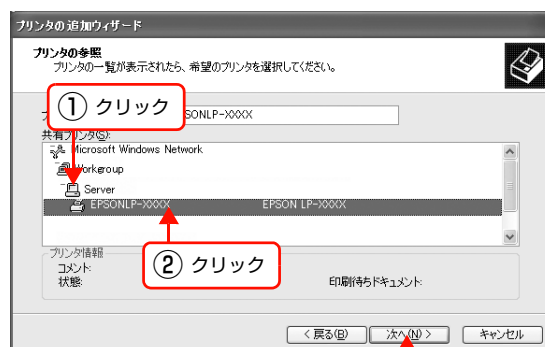 プリンタの追加ウィザード
プリンタの参照
プリンタの一覧が表示されたら、希望のプリンタを選択してください。
① クリック
SONLP-XXXX
共有プリンタ(S):
Microsoft Windows Network
Workgroup
Server
EPSONLP-XXXX EPSON LP-XXXX
② クリック
プリンタ情報
コメント:
状態: 印刷待ちドキュメント:
< 戻る(B) 次へ(N) > キャンセル